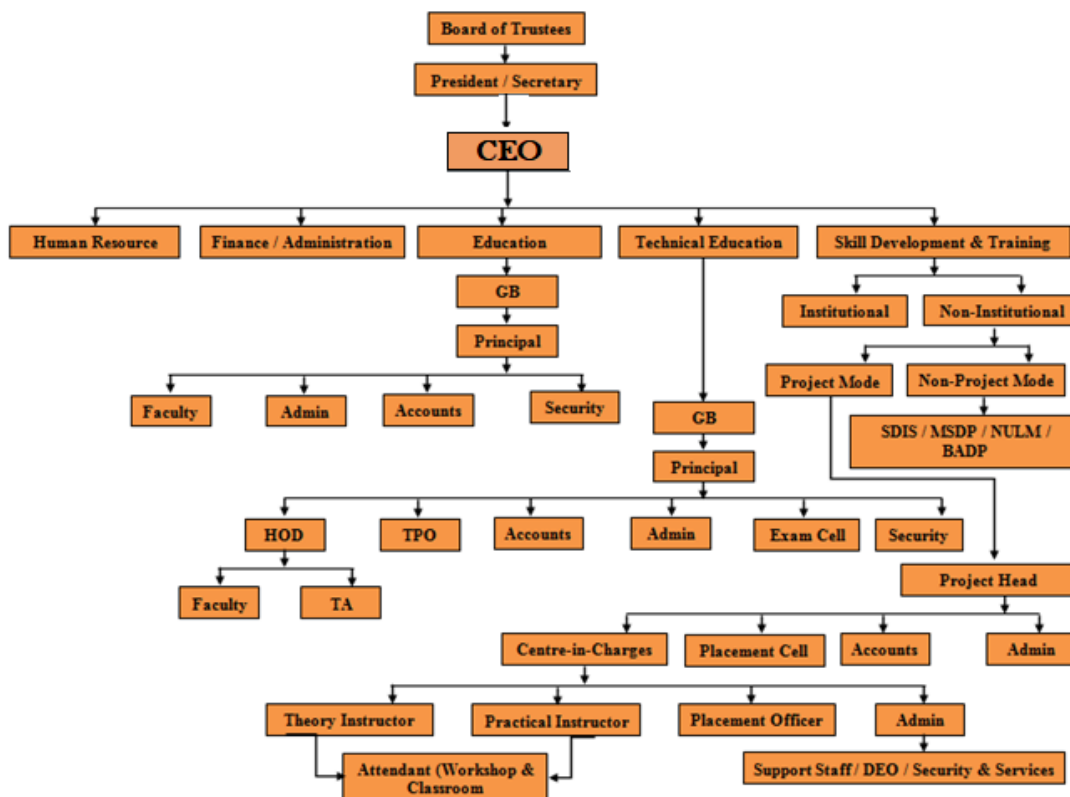 Board of Trustees
President / Secretary
CEO
Human Resource
Finance / Administration
Education
Technical Education
Skill Development & Training
GB
Institutional
Non-Institutional
Principal
Project Mode
Non-Project Mode
Faculty
Admin
Accounts
Security
GB
SDIS / MSDP / NULM /
BADP
Principal
HOD
TPO
Accounts
Admin
Exam Cell
Security
Project Head
Faculty
TA
Centre-in-Charges
Placement Cell
Accounts
Admin
Theory Instructor
Practical Instructor
Placement Officer
Admin
Attendant (Workshop &
Classroom
Support Staff / DEO / Security & Services